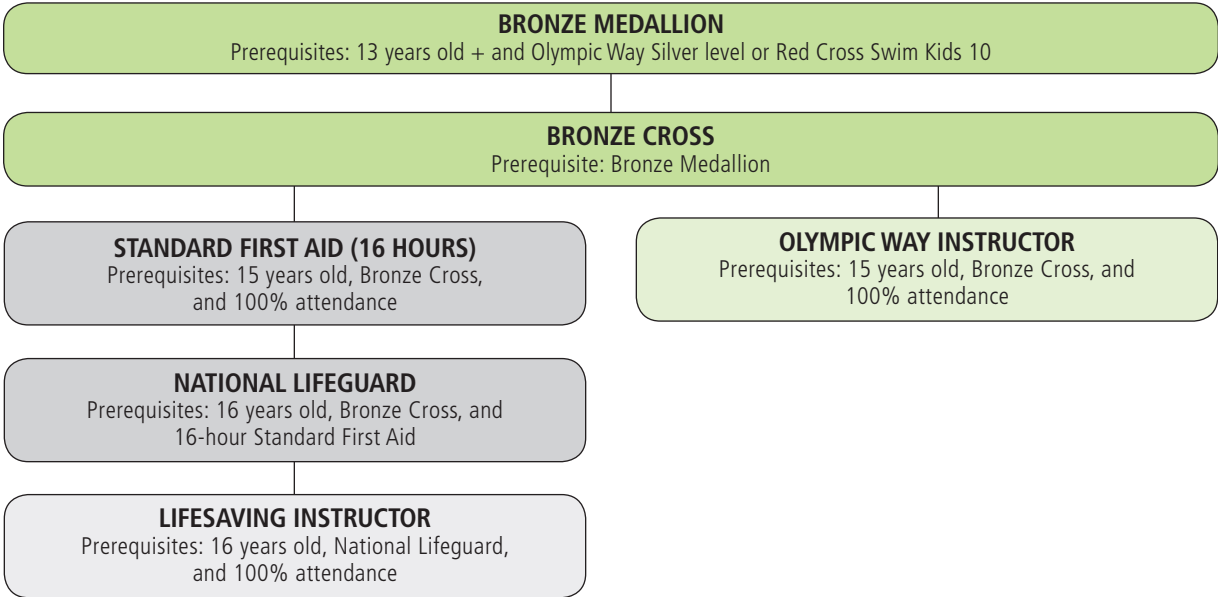 BRONZE MEDALLION
Prerequisites: 13 years old + and Olympic Way Silver level or Red Cross Swim Kids 10
BRONZE CROSS
Prerequisite: Bronze Medallion
STANDARD FIRST AID (16 HOURS)
Prerequisites: 15 years old, Bronze Cross,
and 100% attendance
OLYMPIC WAY INSTRUCTOR
Prerequisites: 15 years old, Bronze Cross, and
100% attendance
NATIONAL LIFEGUARD
Prerequisites: 16 years old, Bronze Cross, and
16-hour Standard First Aid
LIFESAVING INSTRUCTOR
Prerequisites: 16 years old, National Lifeguard,
and 100% attendance